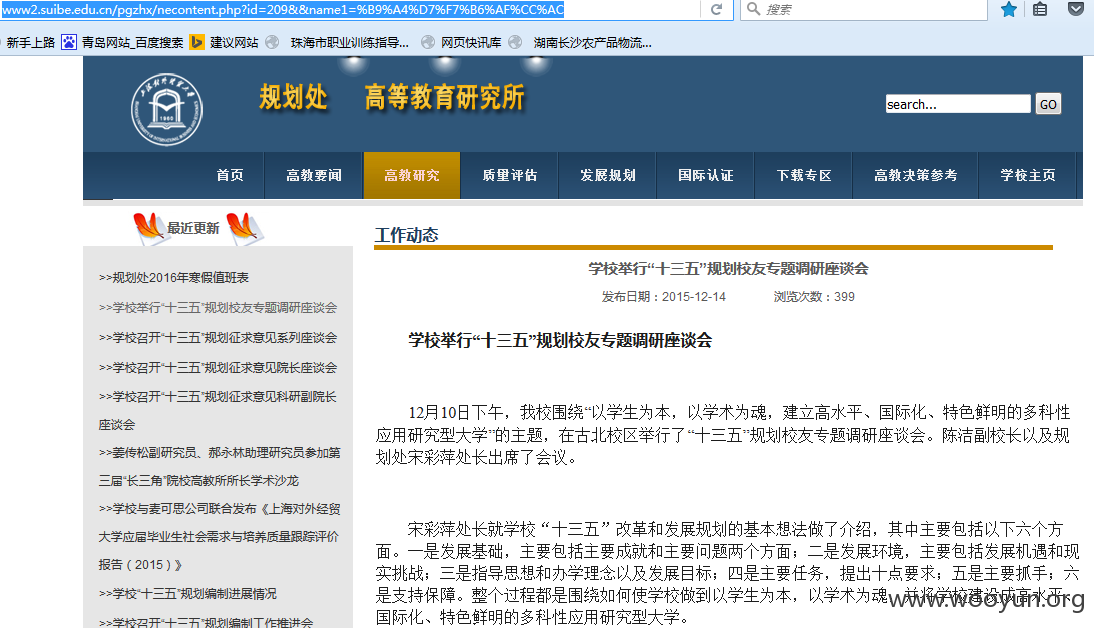 www2.suibe.edu.cn/pgzhx/necontent.php?id=209&&name1=%B9%A4%D7%F7%B6%AF%CC%AC
搜索
新手上路 青岛网站_百度搜索 建议网站 珠海市职业训练指导... 网页快讯库 湖南长沙农产品物流...
规划处 高等教育研究所
search... GO
首页 高教要闻 高教研究 质量评估 发展规划 国际认证 下载专区 高教决策参考 学校主页
最近更新
>>规划处2016年寒假值班表
>>学校举行“十三五”规划校友专题调研座谈会
>>学校召开“十三五”规划征求意见系列座谈会
>>学校召开“十三五”规划征求意见院长座谈会
>>学校召开“十三五”规划征求意见科研副院长
座谈会
>>姜传松副研究员、郝永林助理研究员参加第
三届“长三角”院校高教所所长学术沙龙
>>学校与麦可思公司联合发布《上海对外经贸
大学应届毕业生社会需求与培养质量跟踪评价
报告（2015）》
>>学校“十三五”规划编制进展情况
>>学校召开“十三五”规划编制工作推进会
工作动态
学校举行“十三五”规划校友专题调研座谈会
发布日期：2015-12-14 浏览次数：399
学校举行“十三五”规划校友专题调研座谈会
12月10日下午，我校围绕“以学生为本，以学术为魂，建立高水平、国际化、特色鲜明的多科性
应用研究型大学”的主题，在古北校区举行了“十三五”规划校友专题调研座谈会。陈洁副校长以及规
划处宋彩萍处长出席了会议。
宋彩萍处长就学校“十三五”改革和发展规划的基本想法做了介绍，其中主要包括以下六个方
面。一是发展基础，主要包括主要成就和主要问题两个方面；二是发展环境，主要包括发展机遇和现
实挑战；三是指导思想和办学理念以及发展目标；四是主要任务，提出十点要求；五是主要抓手；六
是支持保障。整个过程都是围绕如何使学校做到以学生为本，以学术为魂，并将学校建设成高水平、
国际化、特色鲜明的多科性应用研究型大学。
www.wooyun.org